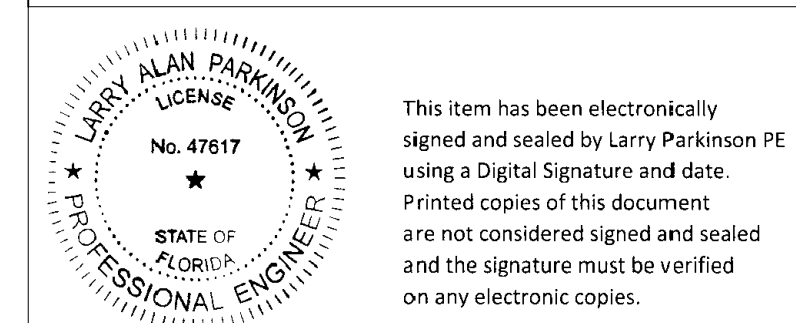 LARRY ALAN PARKINSON
LICENSE
No. 47617
STATE OF
FLORIDA
PROFESSIONAL ENGINEER
This item has been electronically
signed and sealed by Larry Parkinson PE
using a Digital Signature and date.
Printed copies of this document
are not considered signed and sealed
and the signature must be verified
on any electronic copies.